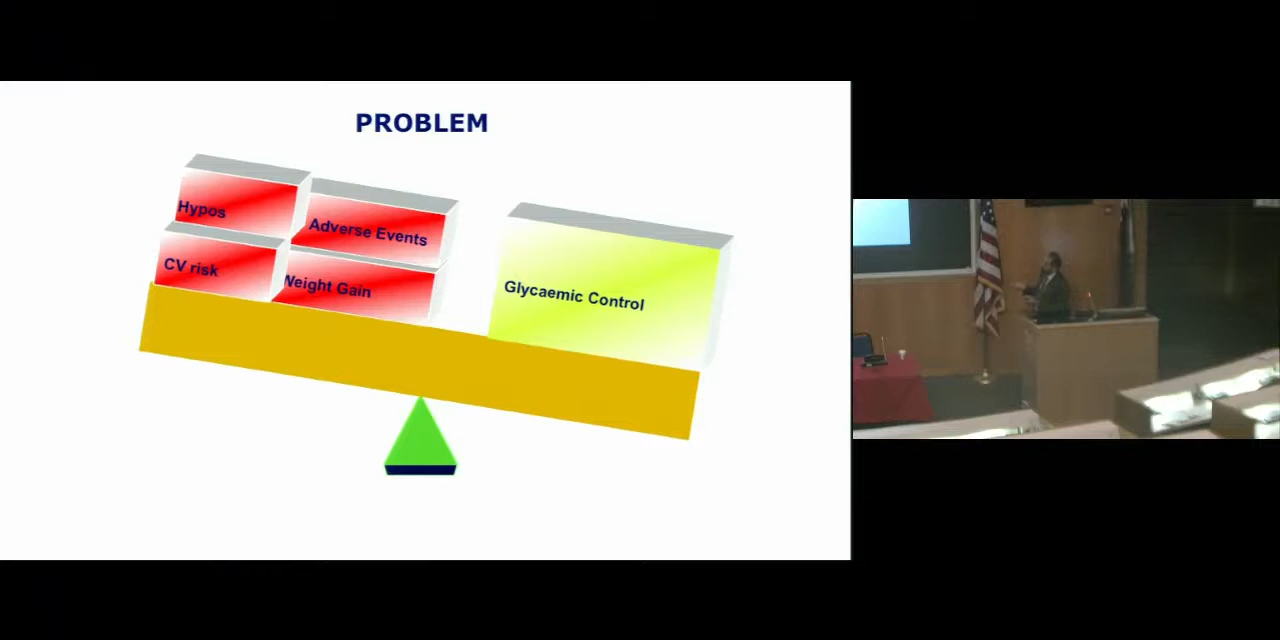 PROBLEM
Hypos
Adverse Events
CV risk
Weight Gain
Glycaemic Control